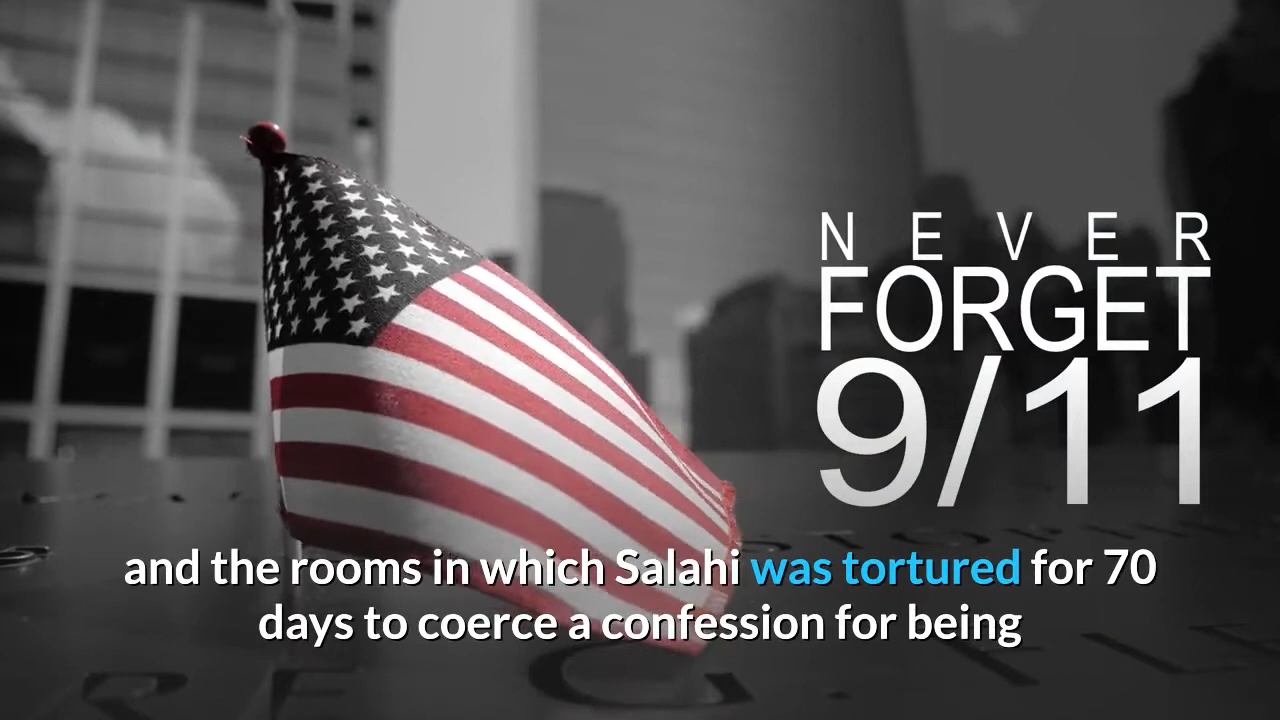 NEVER
FORGET
9/11
and the rooms in which Salahi was tortured for 70
days to coerce a confession for being